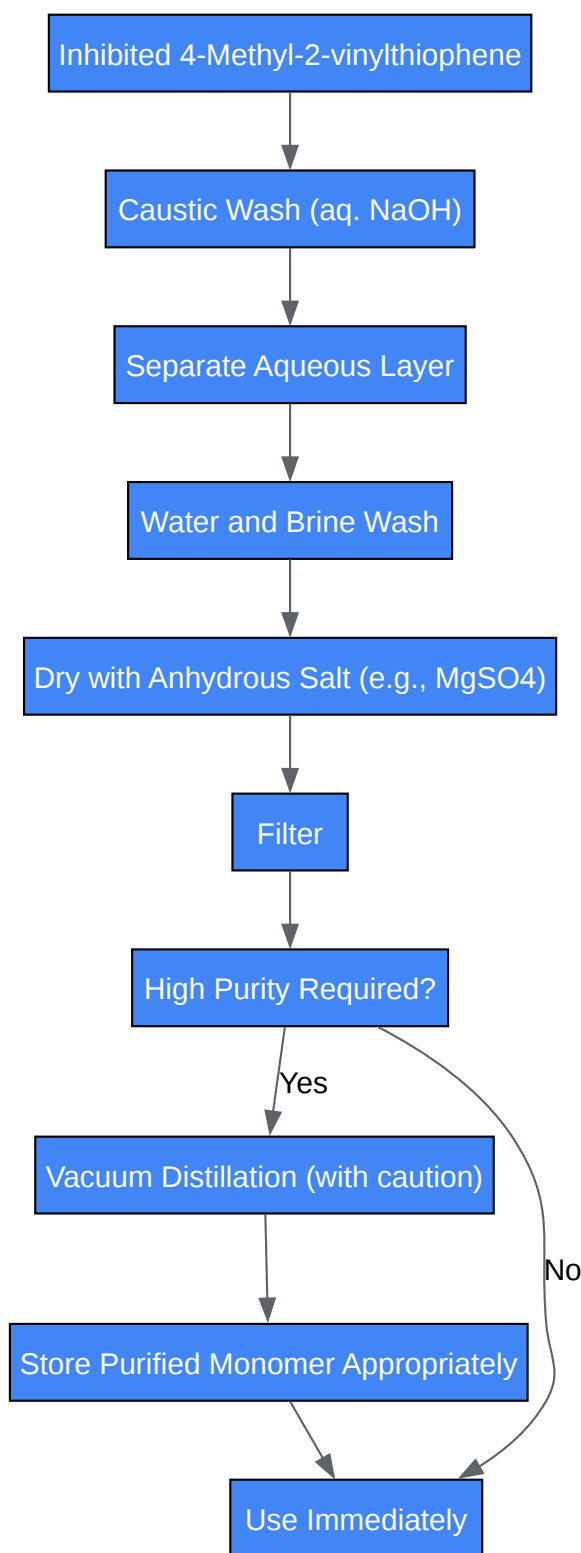 Inhibited 4-Methyl-2-vinylthiophene
Caustic Wash (aq. NaOH)
Separate Aqueous Layer
Water and Brine Wash
Dry with Anhydrous Salt (e.g., MgSO4)
Filter
High Purity Required?
Yes
Vacuum Distillation (with caution)
No
Store Purified Monomer Appropriately
Use Immediately